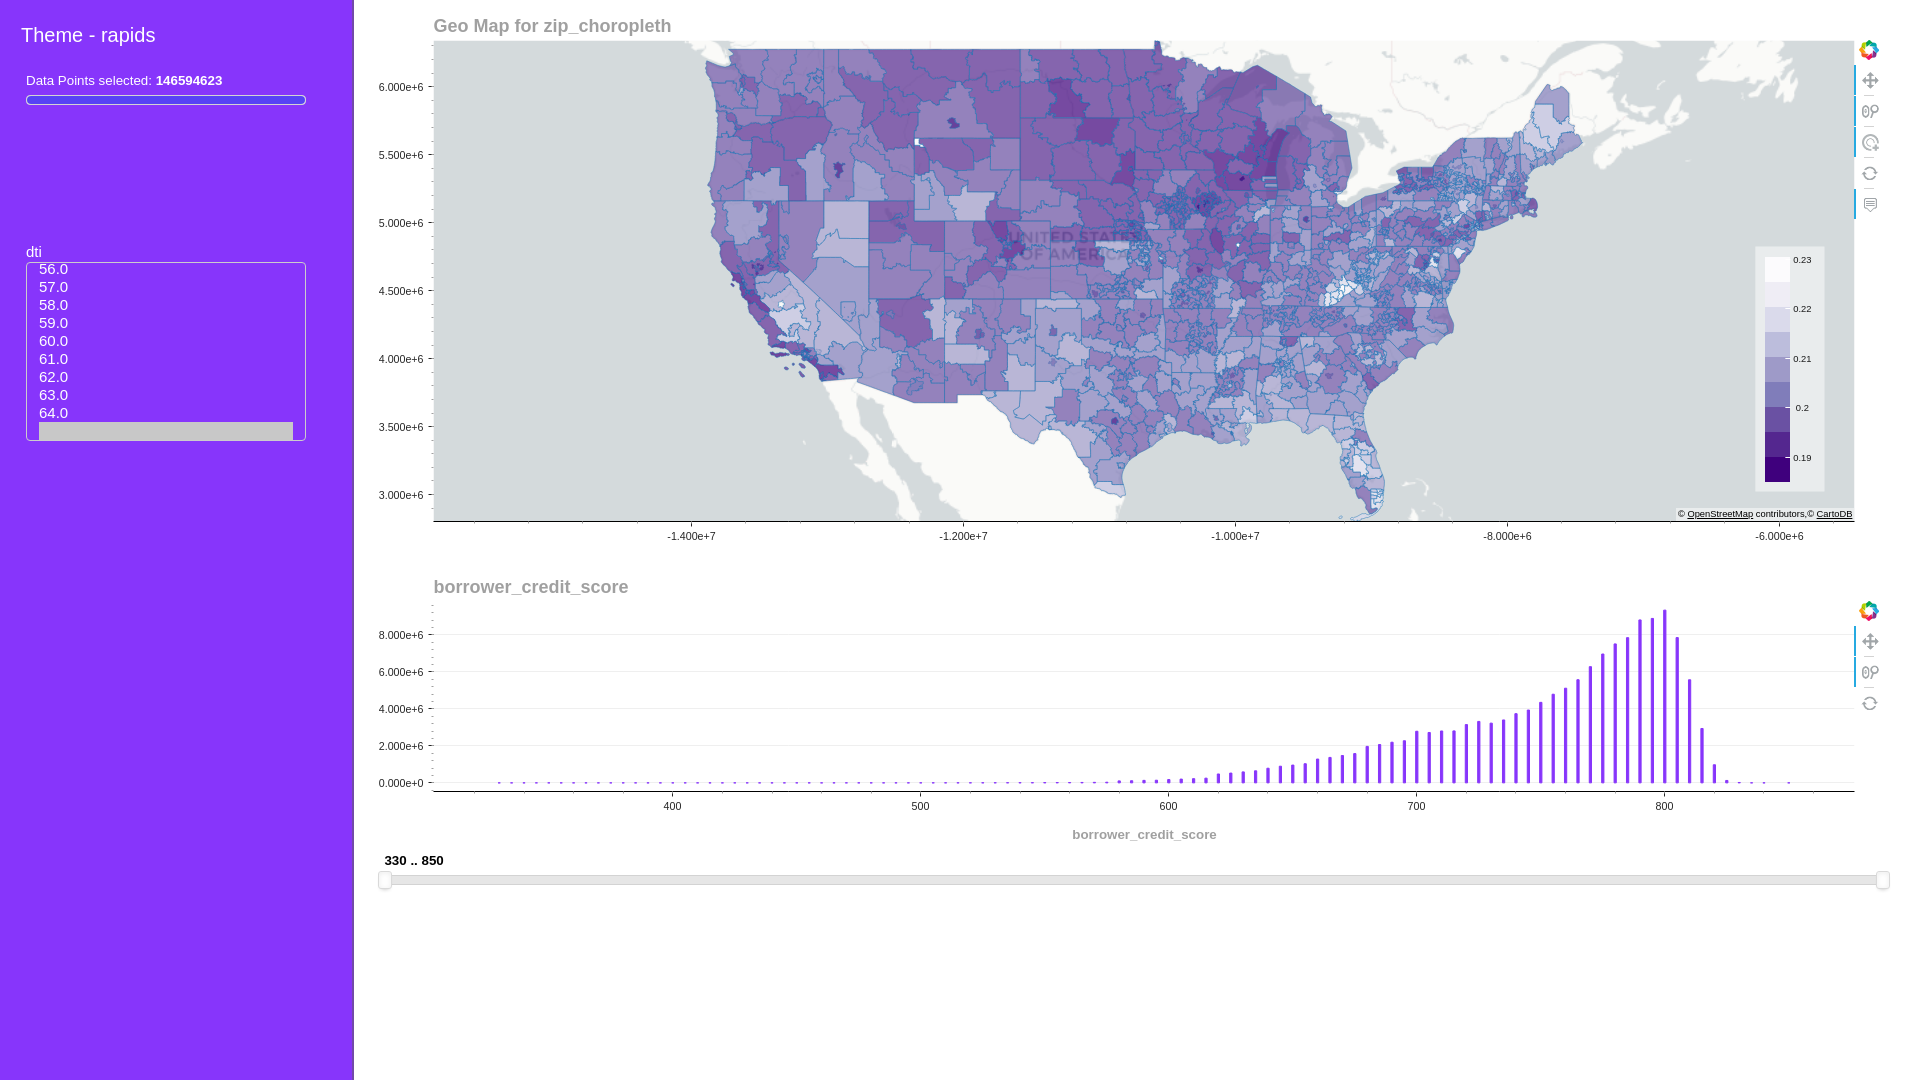 Theme - rapids
Data Points selected: 146594623
dti
56.0
57.0
58.0
59.0
60.0
61.0
62.0
63.0
64.0
Geo Map for zip_choropleth
6.000e+6
5.500e+6
5.000e+6
4.500e+6
4.000e+6
3.500e+6
3.000e+6
UNITED STATES
OF AMERICA
0.23
0.22
0.21
0.2
0.19
© OpenStreetMap contributors,© CartoDB
-1.400e+7
-1.200e+7
-1.000e+7
-8.000e+6
-6.000e+6
borrower_credit_score
8.000e+6
6.000e+6
4.000e+6
2.000e+6
0.000e+0
400
500
600
700
800
borrower_credit_score
330 .. 850